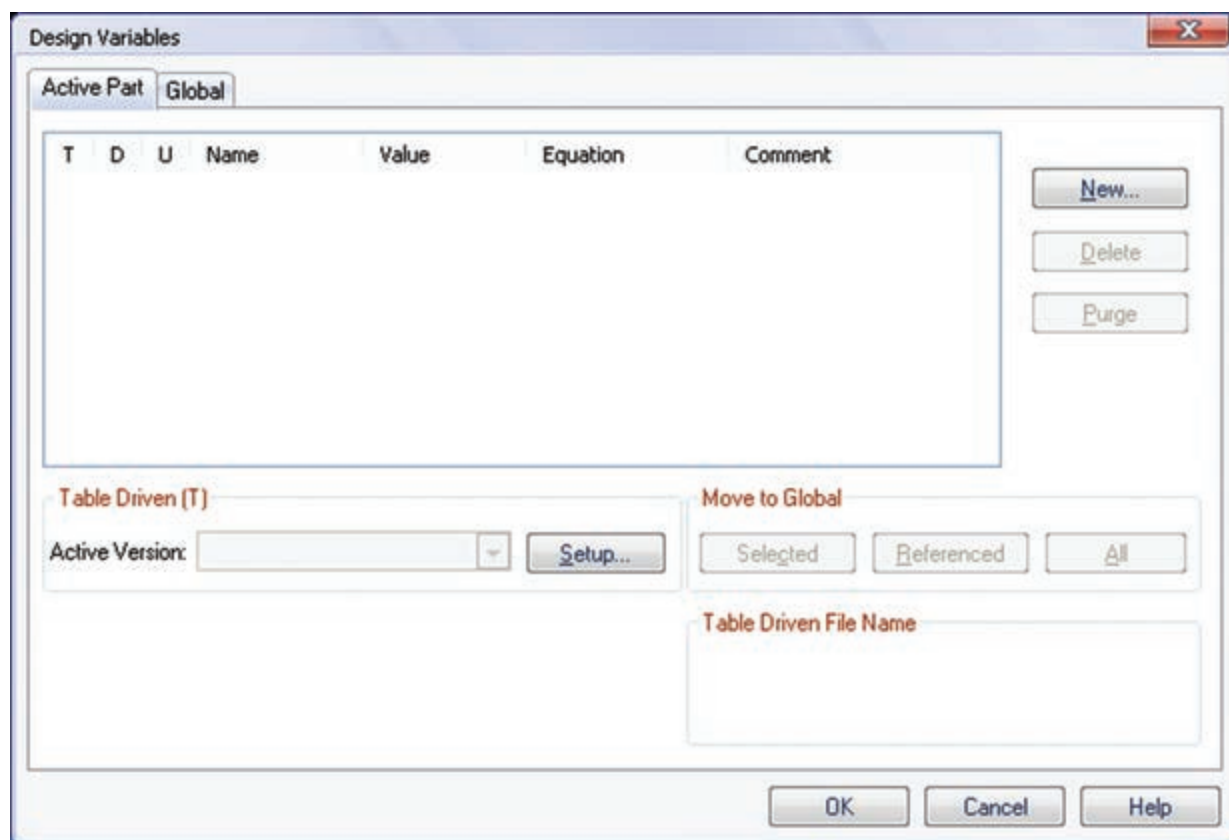 Design Variables
Active Part Global
T D U Name Value Equation Comment
New...
Delete
Purge
Table Driven (T)
Active Version: Setup...
Move to Global
Selected Referenced All
Table Driven File Name
OK Cancel Help